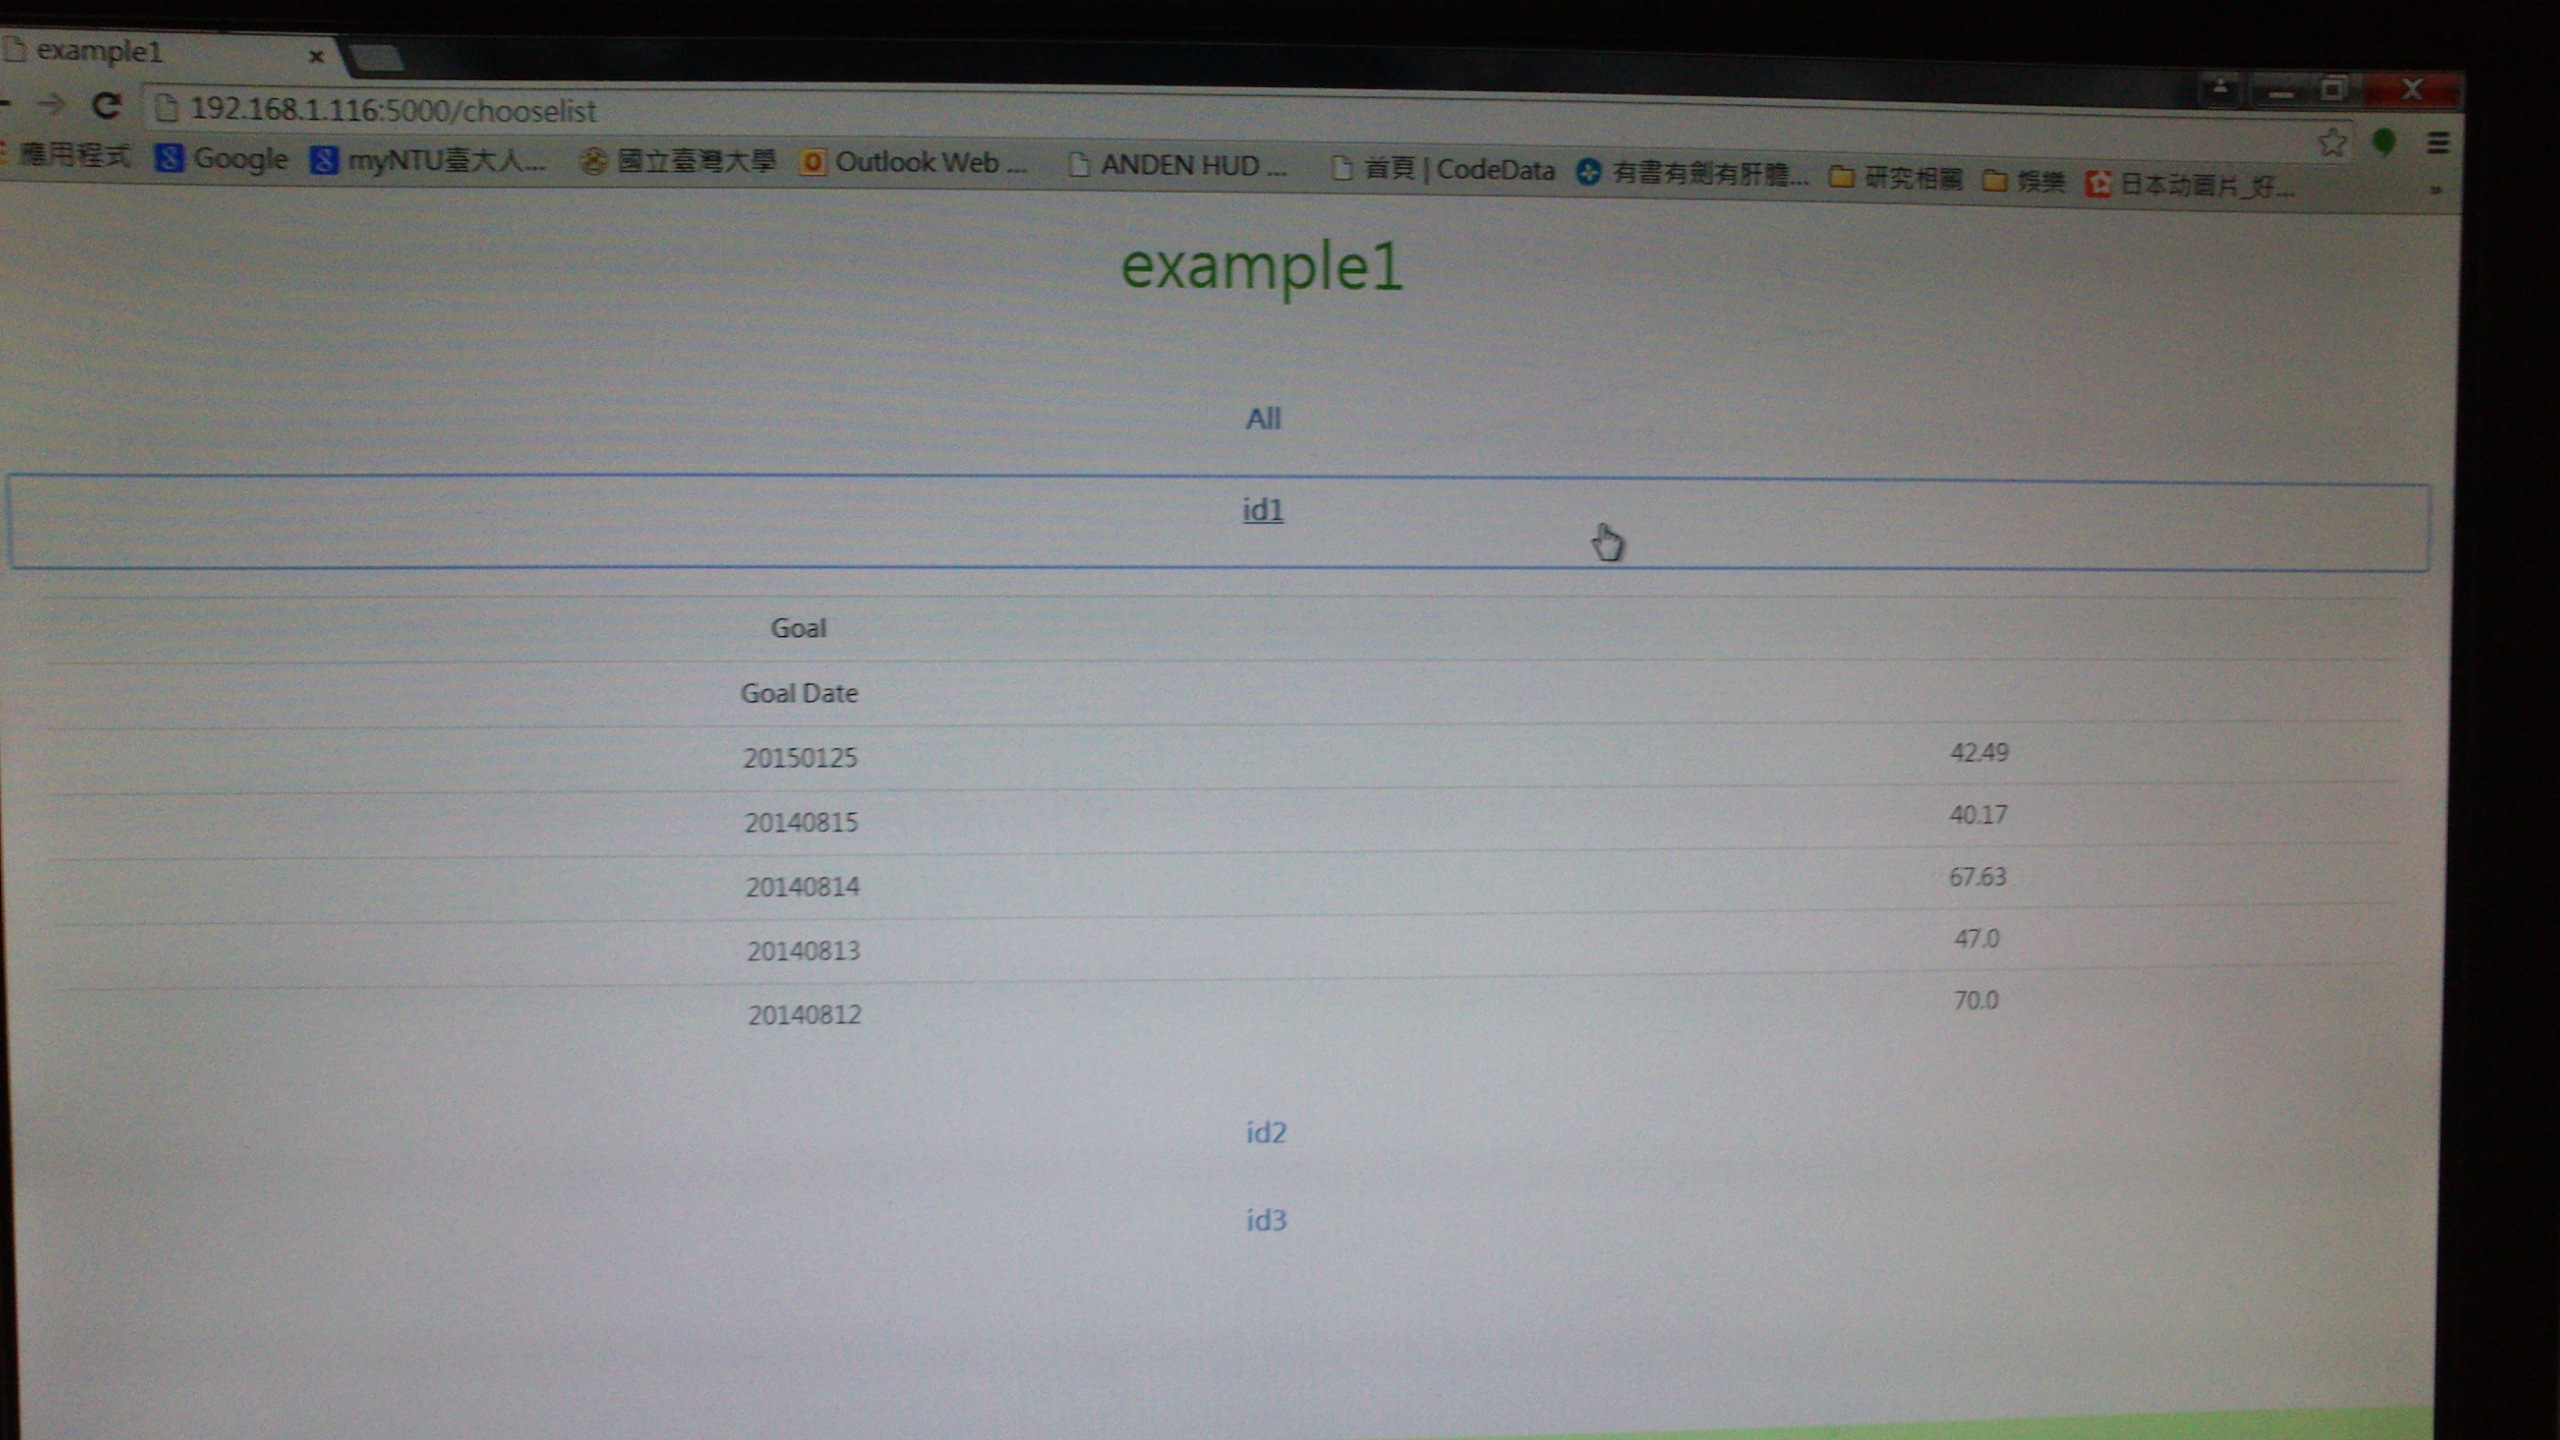 example1
192.168.1.116:5000/chooselist
應用程式 Google myNTU臺大人... 國立臺灣大學 Outlook Web ... ANDEN HUD ... 首頁 | CodeData 有書有劍有肝膽... 研究相關 娛樂 日本动画片_好... »
example1
All
id1
Goal
Goal Date
20150125 42.49
20140815 40.17
20140814 67.63
20140813 47.0
20140812 70.0
id2
id3